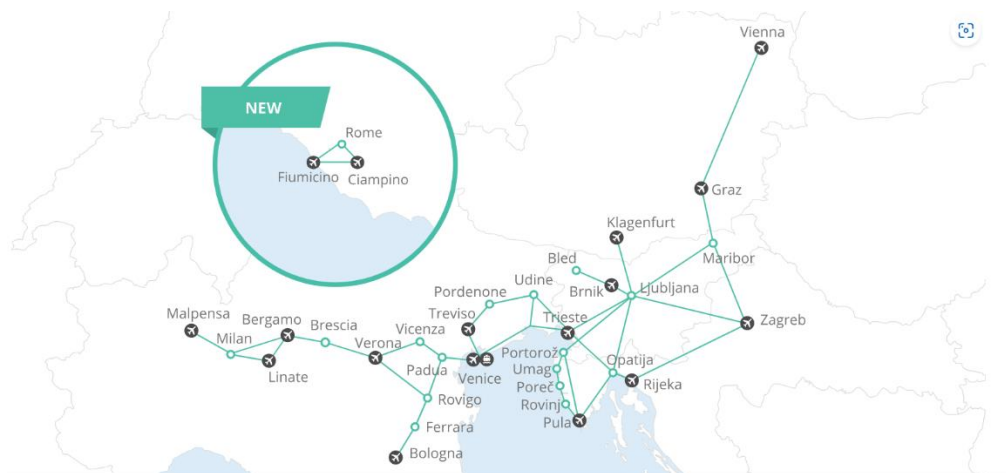 Vienna
NEW
Rome
Fiumicino
Ciampino
Graz
Klagenfurt
Maribor
Bled
Brnik
Ljubljana
Udine
Pordenone
Treviso
Trieste
Zagreb
Malpensa
Bergamo
Brescia
Vicenza
Milan
Verona
Linate
Padua
Venice
Portorož
Opatija
Umag
Rijeka
Poreč
Rovigo
Rovinj
Pula
Ferrara
Bologna